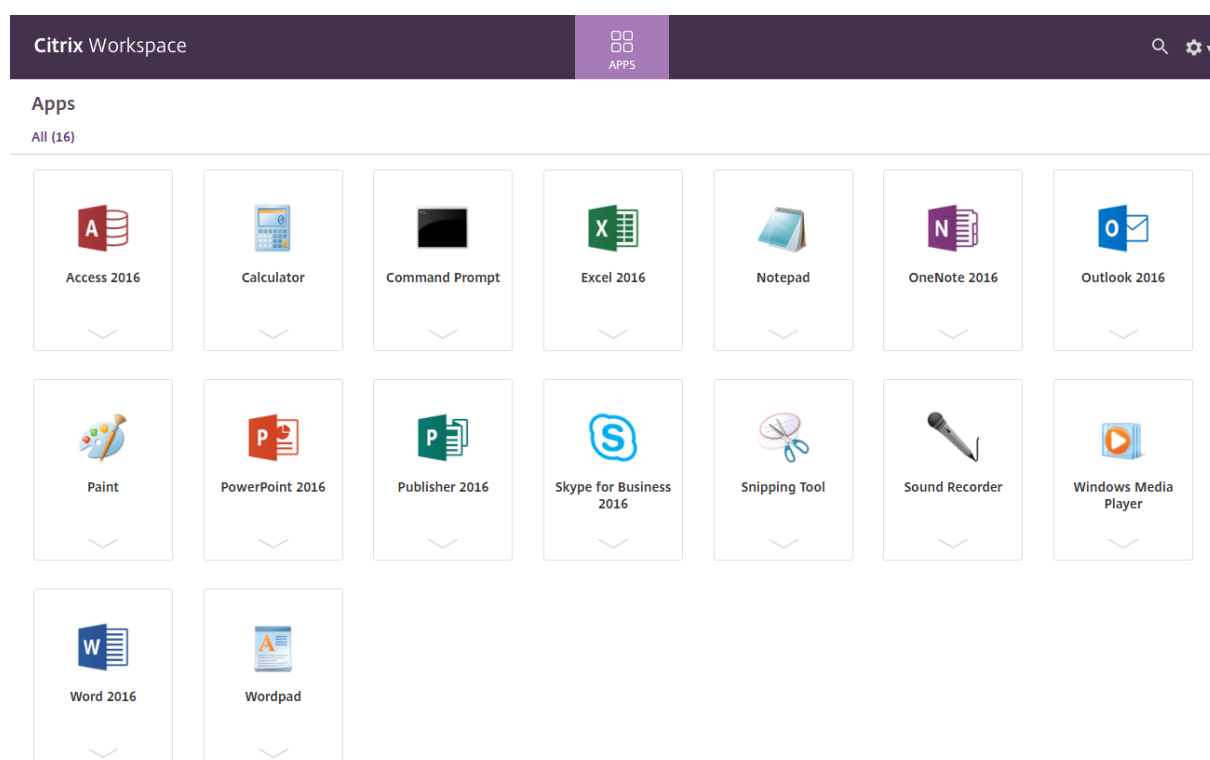 Citrix Workspace
APPS
Apps
All (16)
Access 2016
Calculator
Command Prompt
Excel 2016
Notepad
OneNote 2016
Outlook 2016
Paint
PowerPoint 2016
Publisher 2016
Skype for Business
2016
Snipping Tool
Sound Recorder
Windows Media
Player
Word 2016
Wordpad